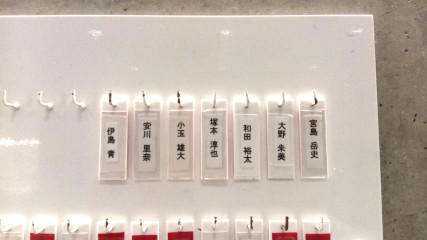 宮島 岳史
大野 朱美
和田 裕太
塚本 淳也
小玉 雄大
安川 里奈
伊島 青